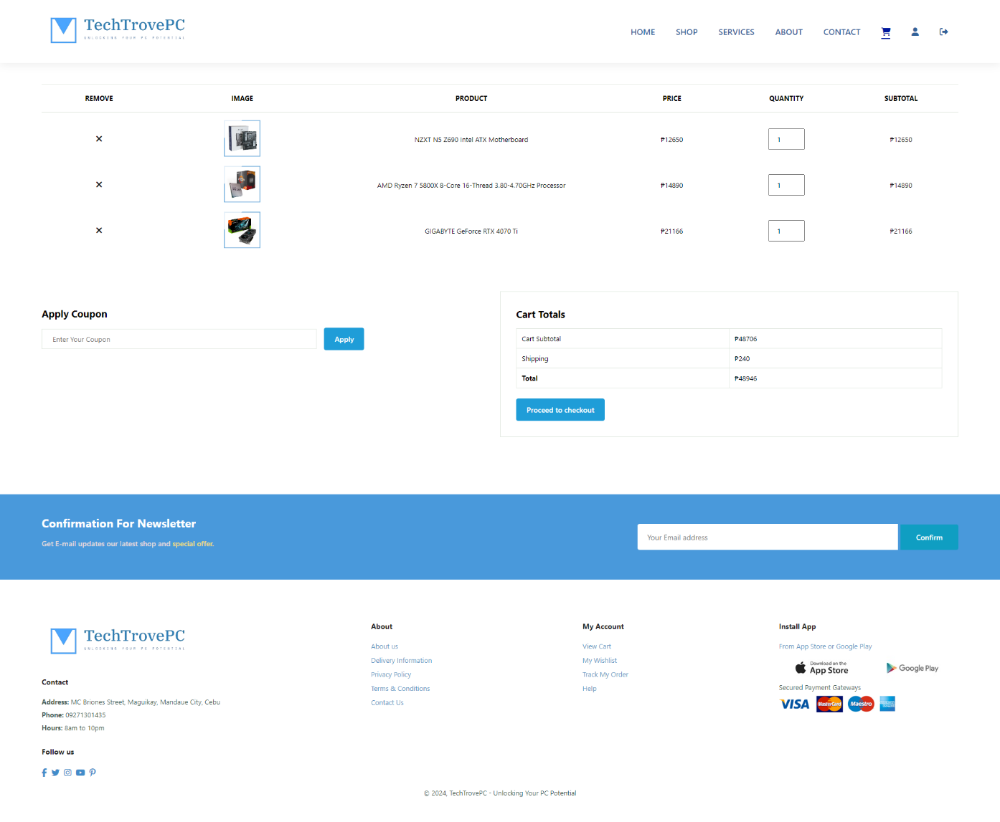 TechTrovePC
UNLOCKING YOUR PC POTENTIAL
HOME SHOP SERVICES ABOUT CONTACT
REMOVE IMAGE PRODUCT PRICE QUANTITY SUBTOTAL
NZXT N5 Z690 Intel ATX Motherboard ₱12650 1 ₱12650
AMD Ryzen 7 5800X 8-Core 16-Thread 3.80-4.70GHz Processor ₱14890 1 ₱14890
GIGABYTE GeForce RTX 4070 Ti ₱21166 1 ₱21166
Apply Coupon
Enter Your Coupon Apply
Cart Totals
Cart Subtotal ₱48706
Shipping ₱240
Total ₱48946
Proceed to checkout
Confirmation For Newsletter
Get E-mail updates our latest shop and special offer.
Your Email address Confirm
TechTrovePC
UNLOCKING YOUR PC POTENTIAL
Contact
Address: MC Briones Street, Maguikay, Mandaue City, Cebu
Phone: 09271301435
Hours: 8am to 10pm
Follow us
About
About us
Delivery Information
Privacy Policy
Terms & Conditions
Contact Us
My Account
View Cart
My Wishlist
Track My Order
Help
Install App
From App Store or Google Play
Download on the
App Store
Google Play
Secured Payment Gateways
VISA MasterCard Maestro
© 2024, TechTrovePC - Unlocking Your PC Potential